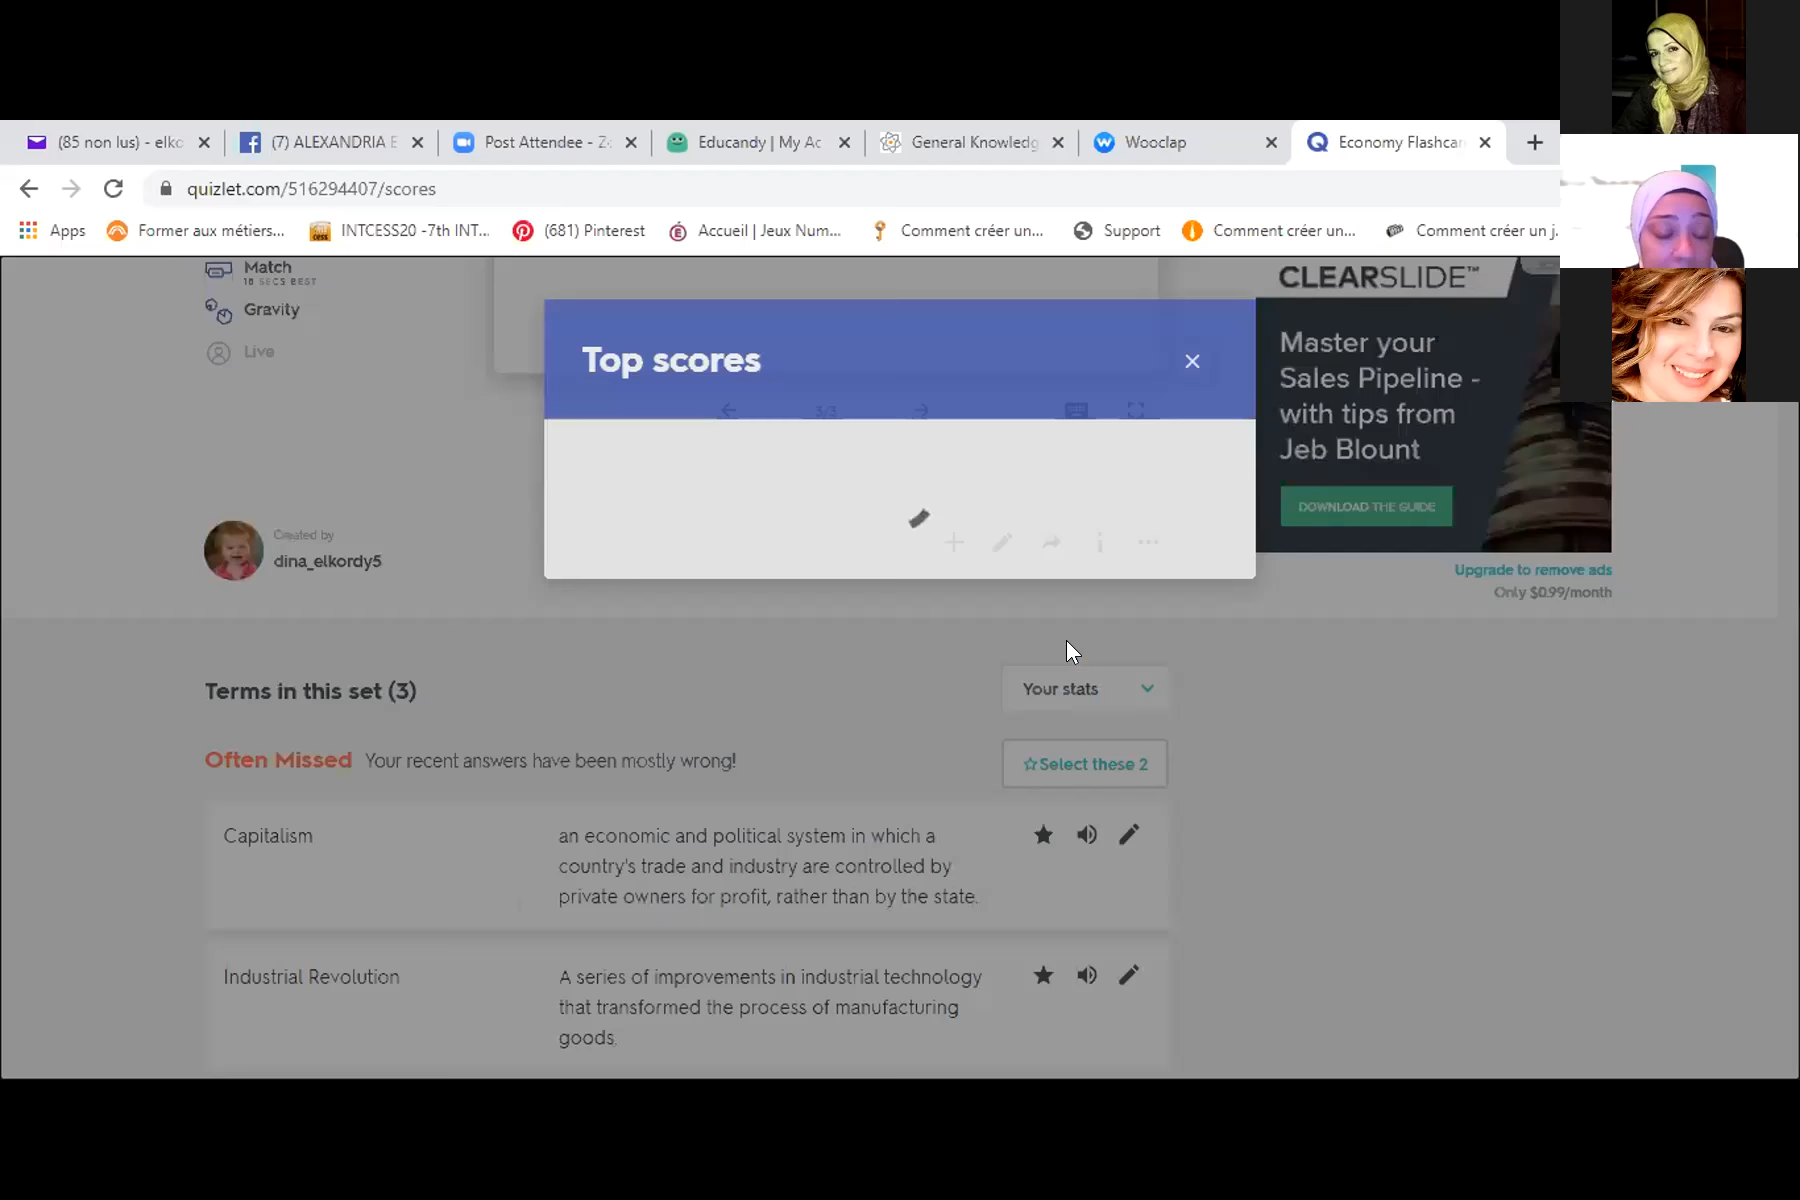 (85 non lus) - elkc
(7) ALEXANDRIA E
Post Attendee - Z
Educandy | My Ac
General Knowledg
Wooclap
Economy Flashcar
quizlet.com/516294407/scores
Apps
Former aux métiers...
INTCESS20 -7th INT...
(681) Pinterest
Accueil | Jeux Num...
Comment créer un...
Support
Comment créer un...
Comment créer un j.
Match
18 SECS BEST
Gravity
Live
Top scores
3/3
CLEARSLIDE™
Master your
Sales Pipeline -
with tips from
Jeb Blount
DOWNLOAD THE GUIDE
Upgrade to remove ads
Only $0.99/month
Created by
dina_elkordy5
Terms in this set (3)
Your stats
Often Missed Your recent answers have been mostly wrong!
Select these 2
Capitalism
an economic and political system in which a
country's trade and industry are controlled by
private owners for profit, rather than by the state.
Industrial Revolution
A series of improvements in industrial technology
that transformed the process of manufacturing
goods.